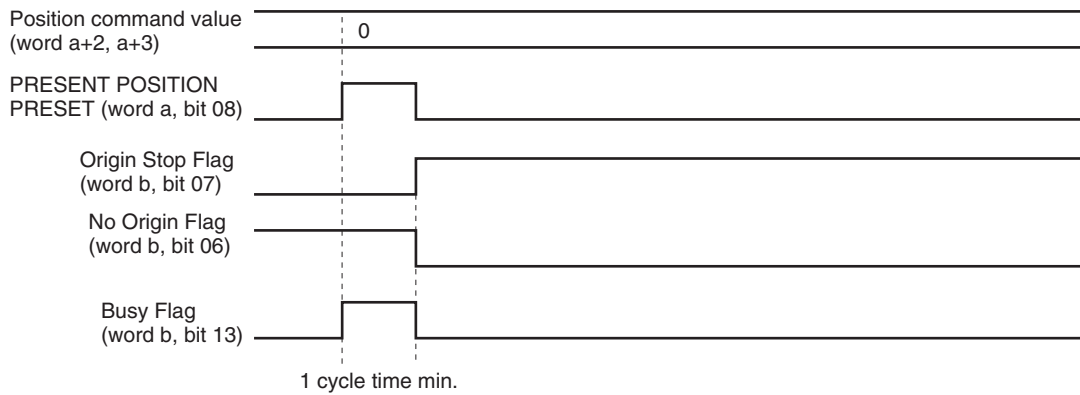 Position command value
(word a+2, a+3)
0
PRESENT POSITION
PRESET (word a, bit 08)
Origin Stop Flag
(word b, bit 07)
No Origin Flag
(word b, bit 06)
Busy Flag
(word b, bit 13)
1 cycle time min.